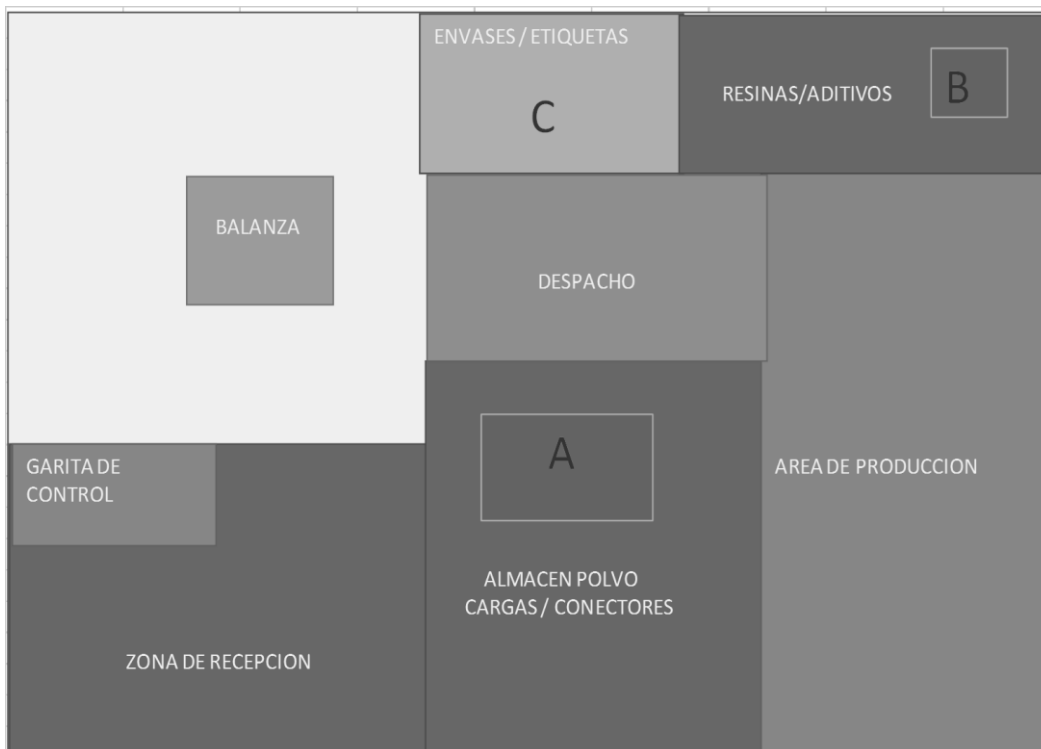 ENVASES / ETIQUETAS
C
RESINAS/ADITIVOS
B
BALANZA
DESPACHO
GARITA DE
CONTROL
A
AREA DE PRODUCCION
ALMACEN POLVO
CARGAS / CONECTORES
ZONA DE RECEPCION